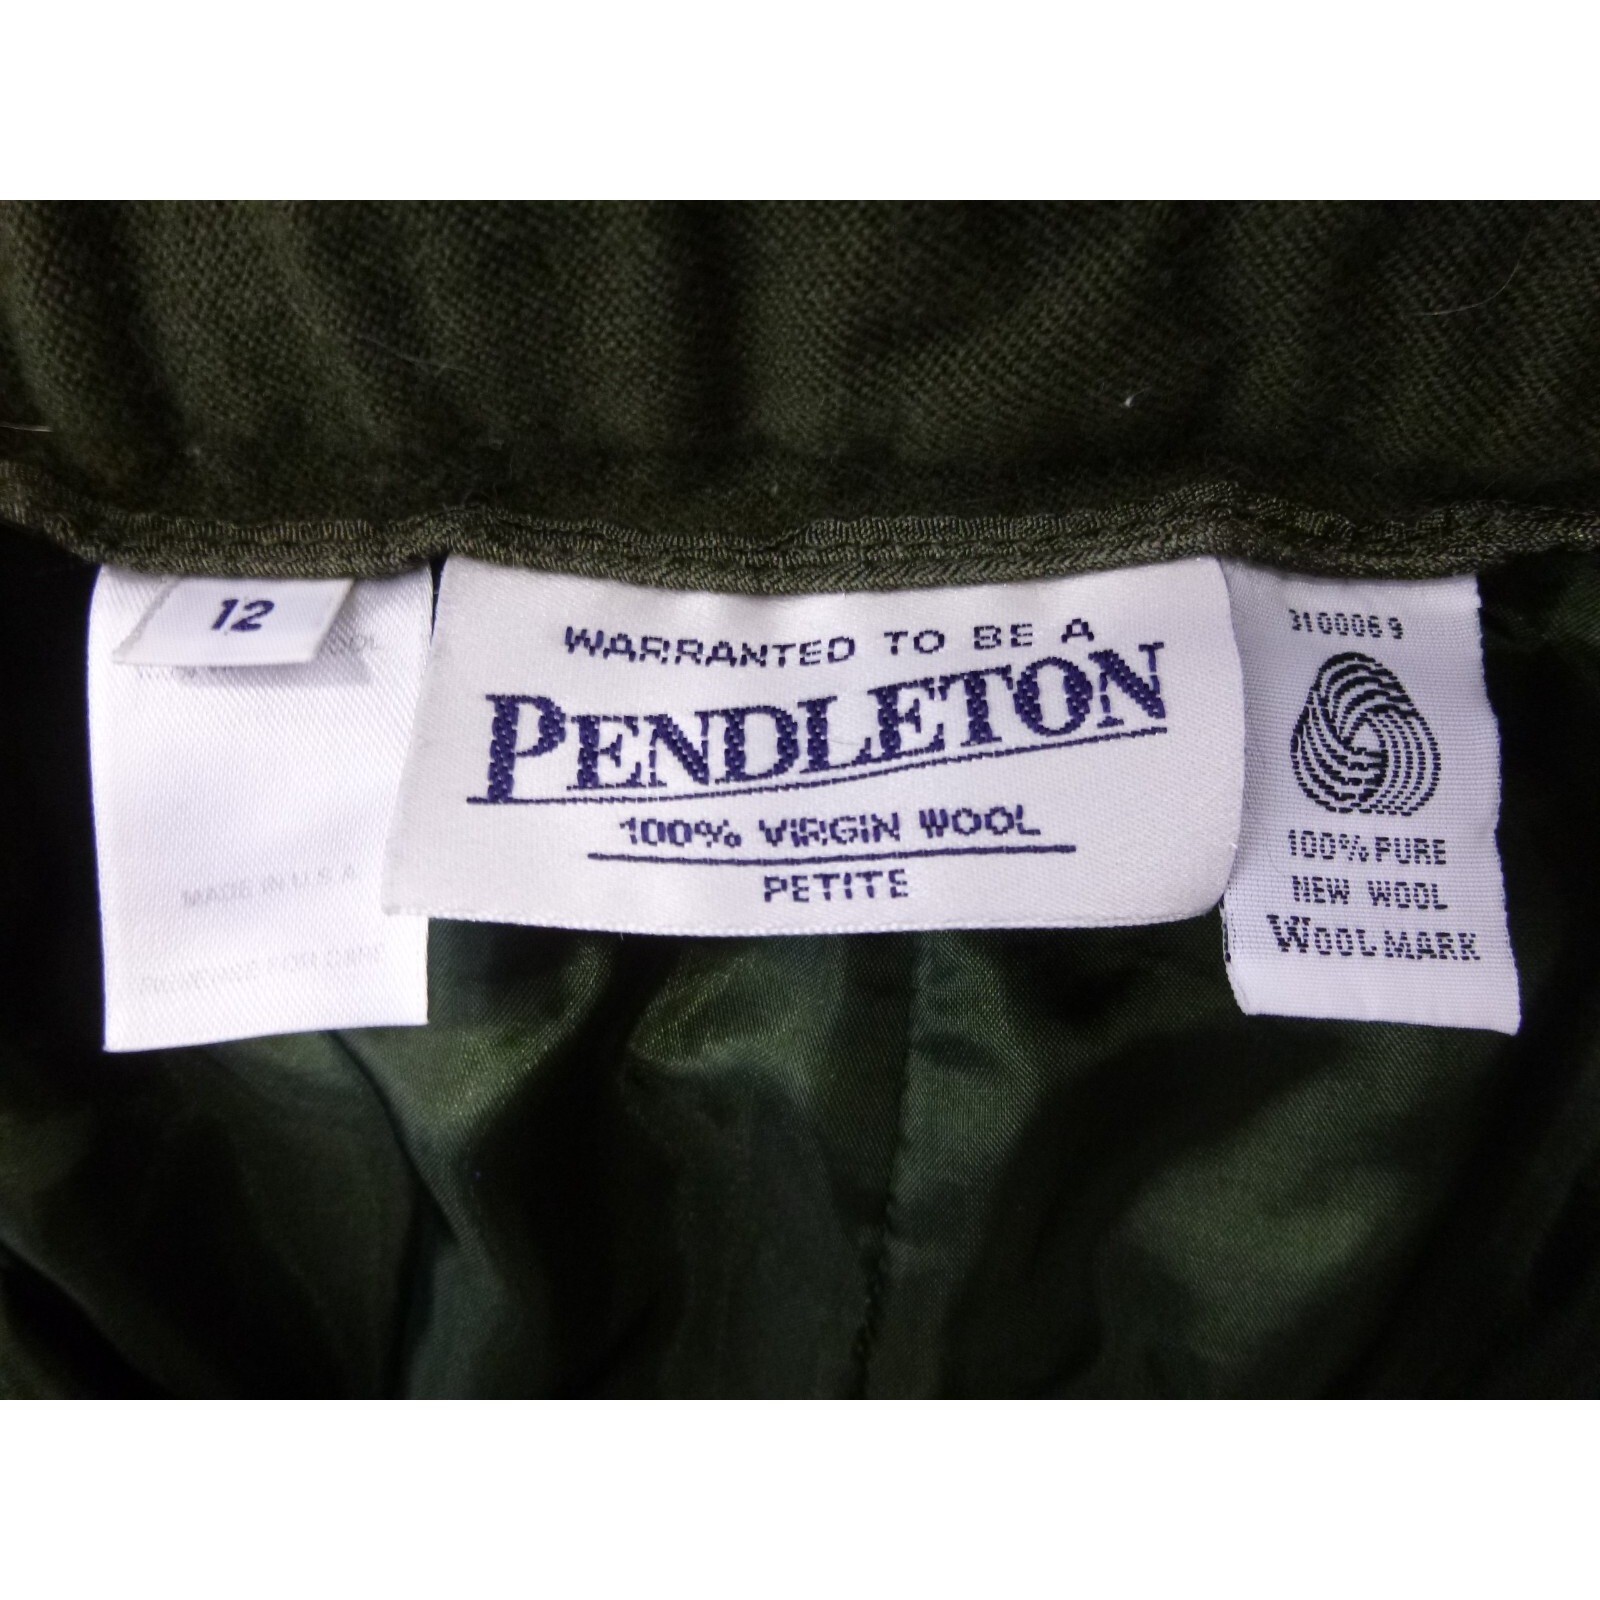 12
MADE IN U.S.A
WARRANTED TO BE A
PENDLETON
100% VIRGIN WOOL
PETITE
3100069
100% PURE
NEW WOOL
WOOLMARK